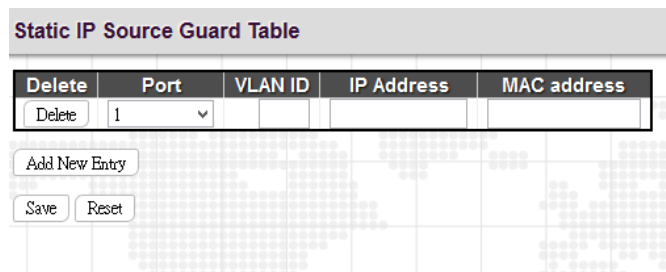 Static IP Source Guard Table
Delete Port VLAN ID IP Address MAC address
Delete 1
Add New Entry
Save Reset